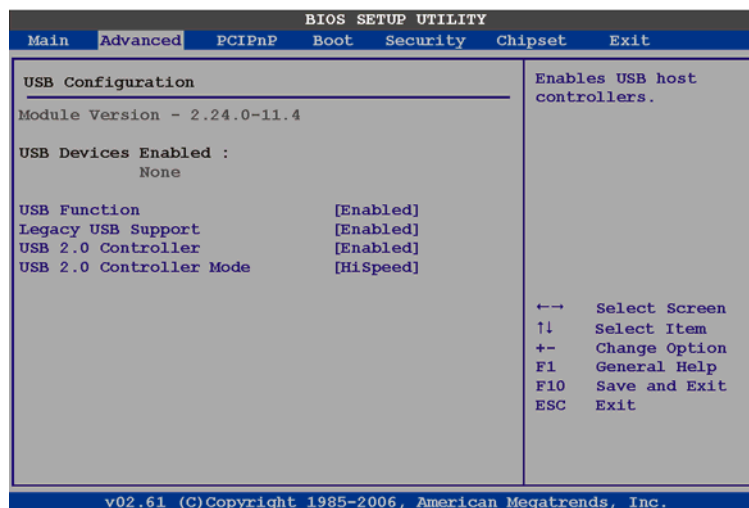 BIOS SETUP UTILITY
Main Advanced PCIPnP Boot Security Chipset Exit
USB Configuration
Module Version - 2.24.0-11.4
USB Devices Enabled :
None
USB Function [Enabled]
Legacy USB Support [Enabled]
USB 2.0 Controller [Enabled]
USB 2.0 Controller Mode [HiSpeed]
Enables USB host
controllers.
←→ Select Screen
↑↓ Select Item
+- Change Option
F1 General Help
F10 Save and Exit
ESC Exit
v02.61 (C)Copyright 1985-2006, American Megatrends, Inc.